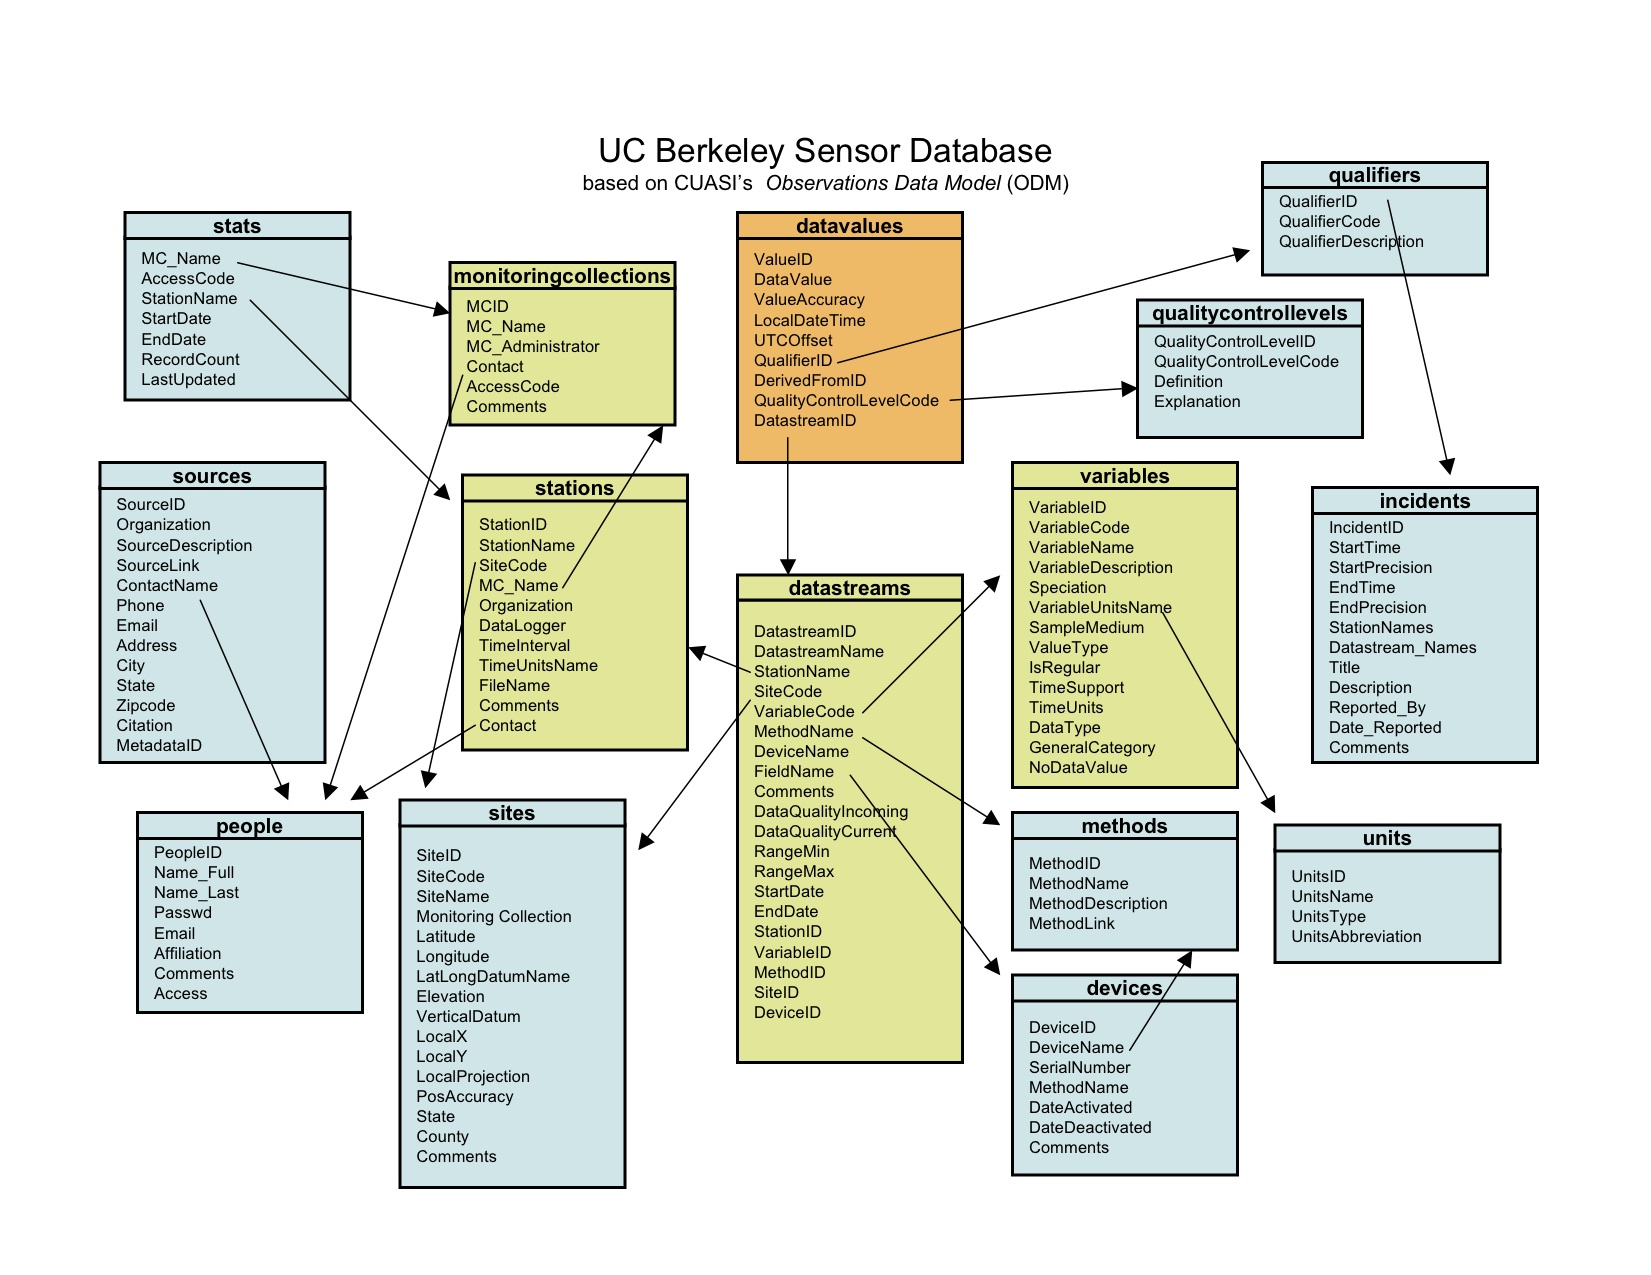 UC Berkeley Sensor Database
based on CUASI's Observations Data Model (ODM)
stats
MC_Name
AccessCode
StationName
StartDate
EndDate
RecordCount
LastUpdated
monitoringcollections
MCID
MC_Name
MC_Administrator
Contact
AccessCode
Comments
datavalues
ValueID
DataValue
ValueAccuracy
LocalDateTime
UTCOffset
QualifierID
DerivedFromID
QualityControlLevelCode
DatastreamID
qualifiers
QualifierID
QualifierCode
QualifierDescription
qualitycontrollevels
QualityControlLevelID
QualityControlLevelCode
Definition
Explanation
sources
SourceID
Organization
SourceDescription
SourceLink
ContactName
Phone
Email
Address
City
State
Zipcode
Citation
MetadataID
stations
StationID
StationName
SiteCode
MC_Name
Organization
DataLogger
TimeInterval
TimeUnitsName
FileName
Comments
Contact
datastreams
DatastreamID
DatastreamName
StationName
SiteCode
VariableCode
MethodName
DeviceName
FieldName
Comments
DataQualityIncoming
DataQualityCurrent
RangeMin
RangeMax
StartDate
EndDate
StationID
VariableID
MethodID
SiteID
DeviceID
variables
VariableID
VariableCode
VariableName
VariableDescription
Speciation
VariableUnitsName
SampleMedium
ValueType
IsRegular
TimeSupport
TimeUnits
DataType
GeneralCategory
NoDataValue
incidents
IncidentID
StartTime
StartPrecision
EndTime
EndPrecision
StationNames
Datastream_Names
Title
Description
Reported_By
Date_Reported
Comments
people
PeopleID
Name_Full
Name_Last
Passwd
Email
Affiliation
Comments
Access
sites
SiteID
SiteCode
SiteName
Monitoring Collection
Latitude
Longitude
LatLongDatumName
Elevation
VerticalDatum
LocalX
LocalY
LocalProjection
PosAccuracy
State
County
Comments
methods
MethodID
MethodName
MethodDescription
MethodLink
units
UnitsID
UnitsName
UnitsType
UnitsAbbreviation
devices
DeviceID
DeviceName
SerialNumber
MethodName
DateActivated
DateDeactivated
Comments